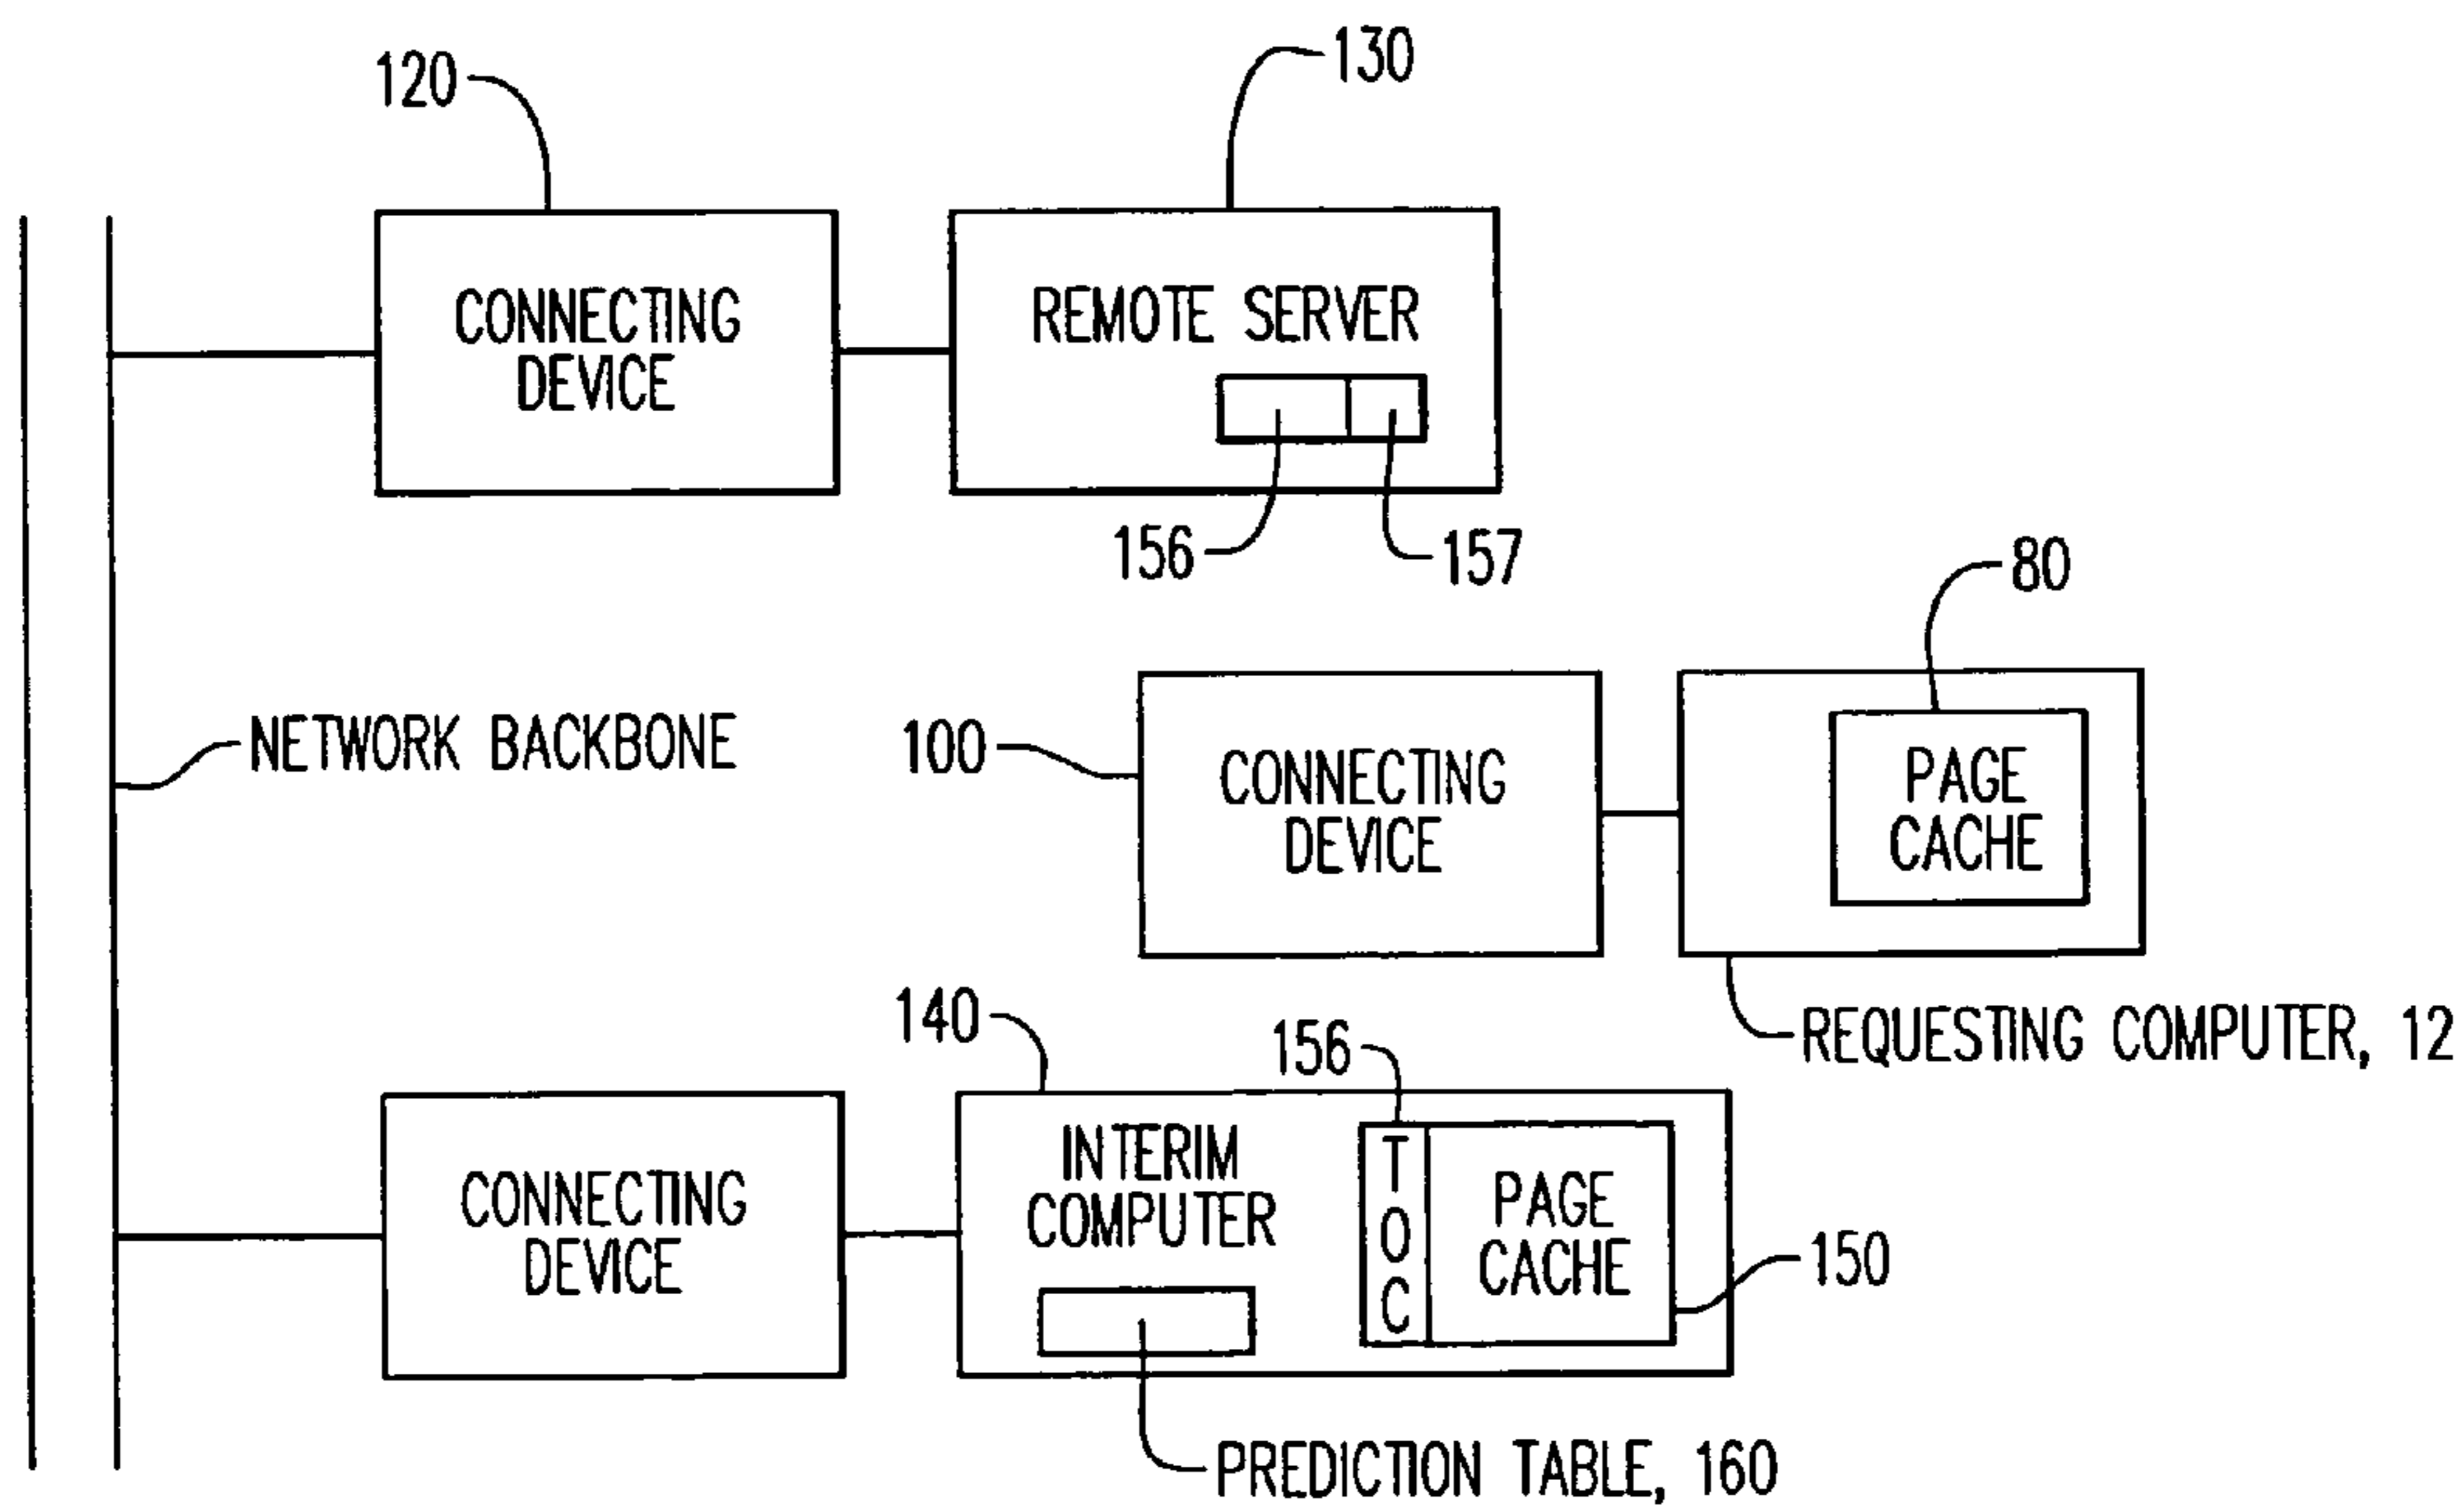 120
130
CONNECTING
DEVICE
REMOTE SERVER
156
157
80
NETWORK BACKBONE
100
CONNECTING
DEVICE
PAGE
CACHE
REQUESTING COMPUTER, 12
140
156
CONNECTING
DEVICE
INTERIM
COMPUTER
T
O
C
PAGE
CACHE
150
PREDICTION TABLE, 160